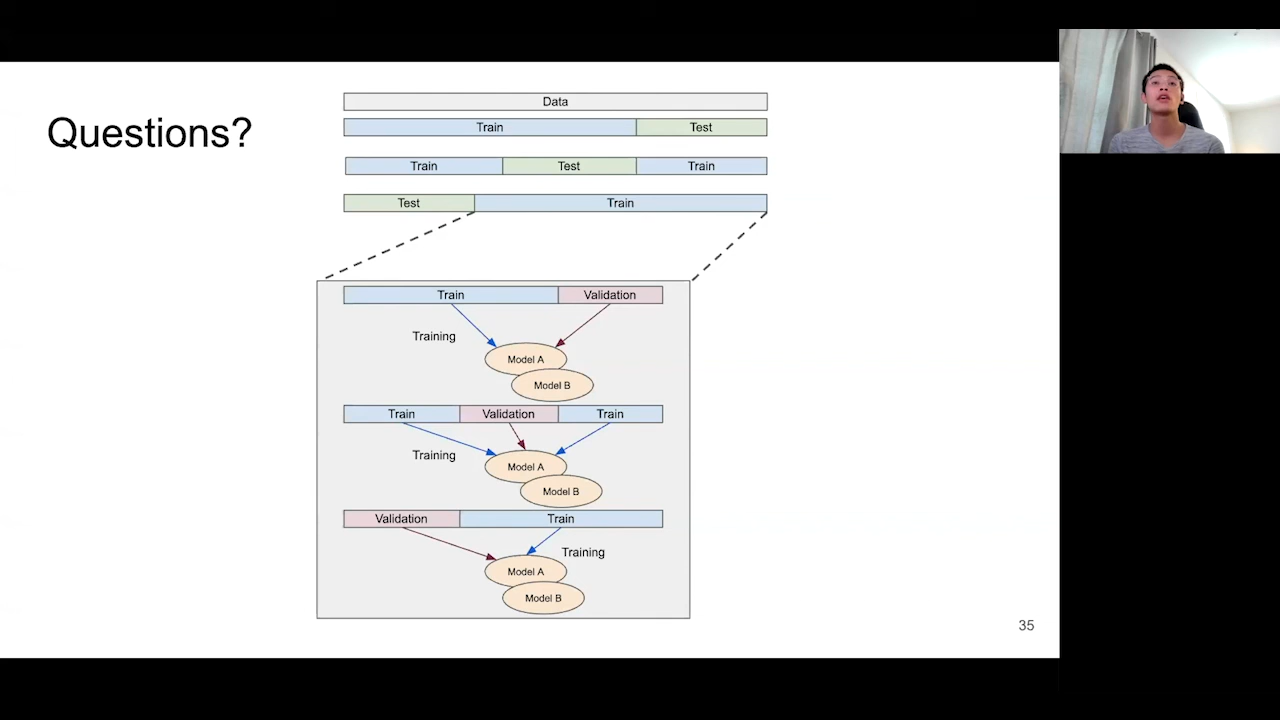 Questions?
Data
Train Test
Train Test Train
Test Train
Train Validation
Training
Model A
Model B
Train Validation Train
Training
Model A
Model B
Validation Train
Training
Model A
Model B
35